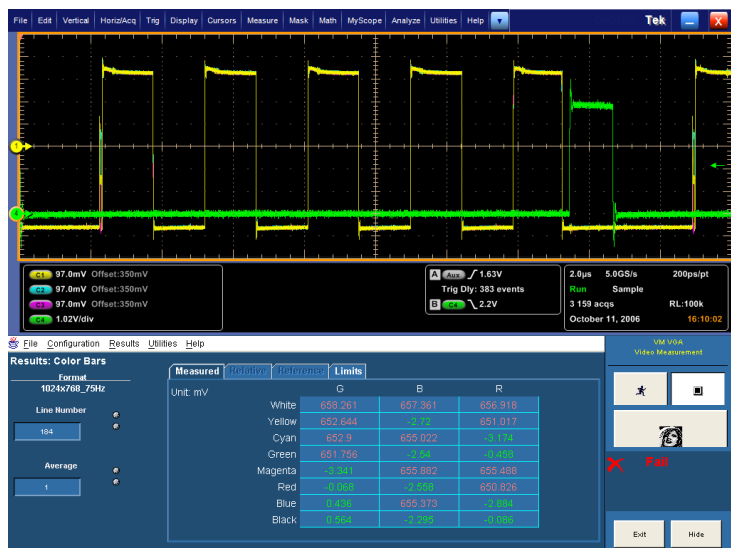 File Edit Vertical Horiz/Acq Trig Display Cursors Measure Mask Math MyScope Analyze Utilities Help Tek X
1
4
C1 97.0mV Offset:350mV
C2 97.0mV Offset:350mV
C3 97.0mV Offset:350mV
C4 1.02V/div
A Aux 1.63V
Trig Dly: 383 events
B C4 2.2V
2.0µs 5.0GS/s 200ps/pt
Run Sample
3 159 acqs RL:100k
October 11, 2006 16:10:02
File Configuration Results Utilities Help
Results: Color Bars
Format
1024x768_75Hz
Line Number
184
Average
1
Measured Relative Reference Limits
Unit: mV
G B R
White 658.261 657.361 656.918
Yellow 652.644 -2.72 651.017
Cyan 652.9 655.022 -3.174
Green 651.756 -2.54 -0.458
Magenta -3.341 655.882 655.488
Red -0.068 -2.558 650.826
Blue 0.436 655.373 -2.884
Black 0.564 -2.295 -0.086
VM VGA
Video Measurement
Fail
Exit Hide